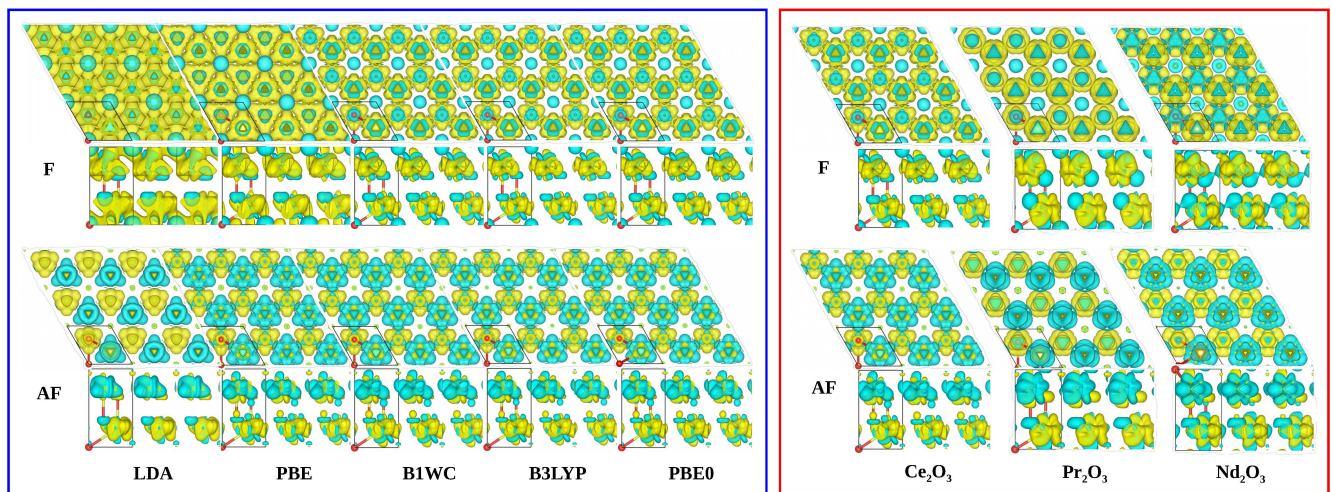 F
F
AF
AF
LDA PBE B1WC B3LYP PBE0
Ce₂O₃ Pr₂O₃ Nd₂O₃